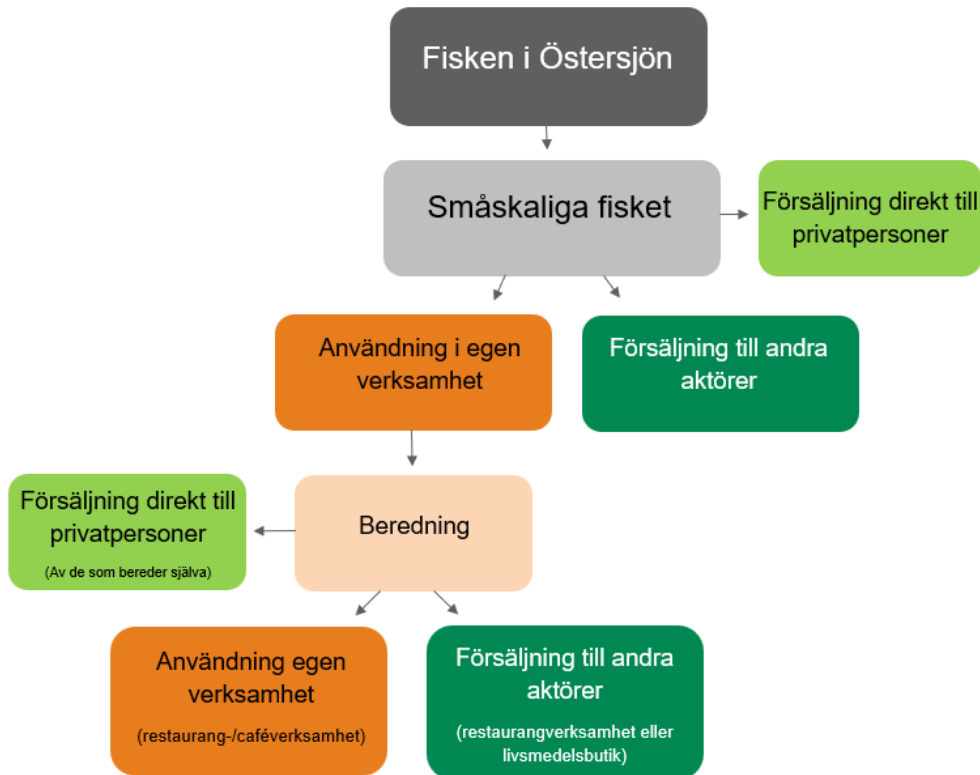 Fisken i Östersjön
Småskaliga fisket
Försäljning direkt till
privatpersoner
Användning i egen
verksamhet
Försäljning till andra
aktörer
Försäljning direkt till
privatpersoner
(Av de som bereder själva)
Beredning
Användning egen
verksamhet
(restaurang-/caféverksamhet)
Försäljning till andra
aktörer
(restaurangverksamhet eller
livsmedelsbutik)